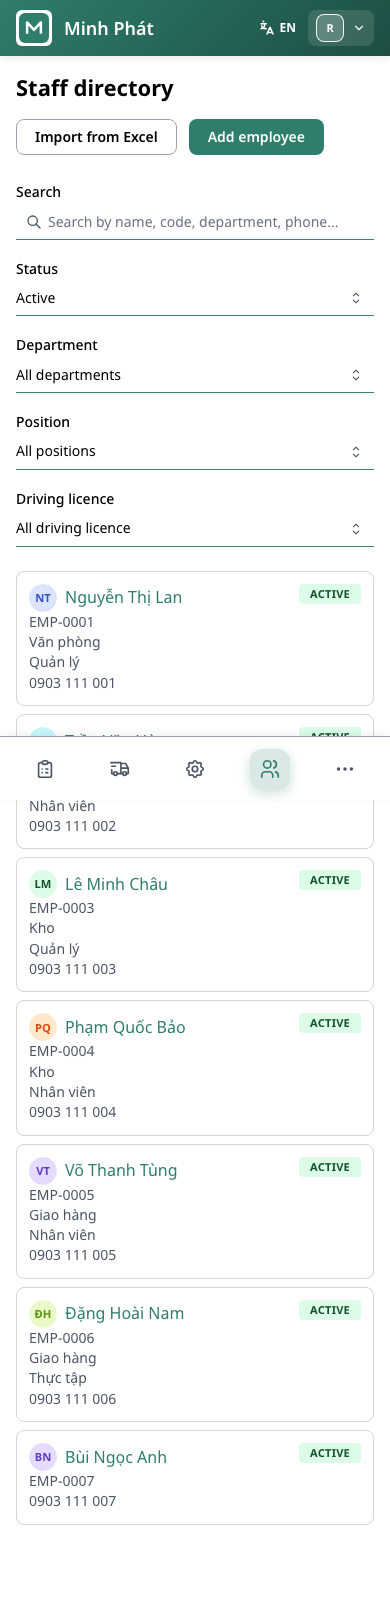 Minh Phát
EN
R
Staff directory
Import from Excel
Add employee
Search
Search by name, code, department, phone...
Status
Active
Department
All departments
Position
All positions
Driving licence
All driving licence
NT
Nguyễn Thị Lan
ACTIVE
EMP-0001
Văn phòng
Quản lý
0903 111 001
Nhân viên
0903 111 002
LM
Lê Minh Châu
ACTIVE
EMP-0003
Kho
Quản lý
0903 111 003
PQ
Phạm Quốc Bảo
ACTIVE
EMP-0004
Kho
Nhân viên
0903 111 004
VT
Võ Thanh Tùng
ACTIVE
EMP-0005
Giao hàng
Nhân viên
0903 111 005
ĐH
Đặng Hoài Nam
ACTIVE
EMP-0006
Giao hàng
Thực tập
0903 111 006
BN
Bùi Ngọc Anh
ACTIVE
EMP-0007
0903 111 007